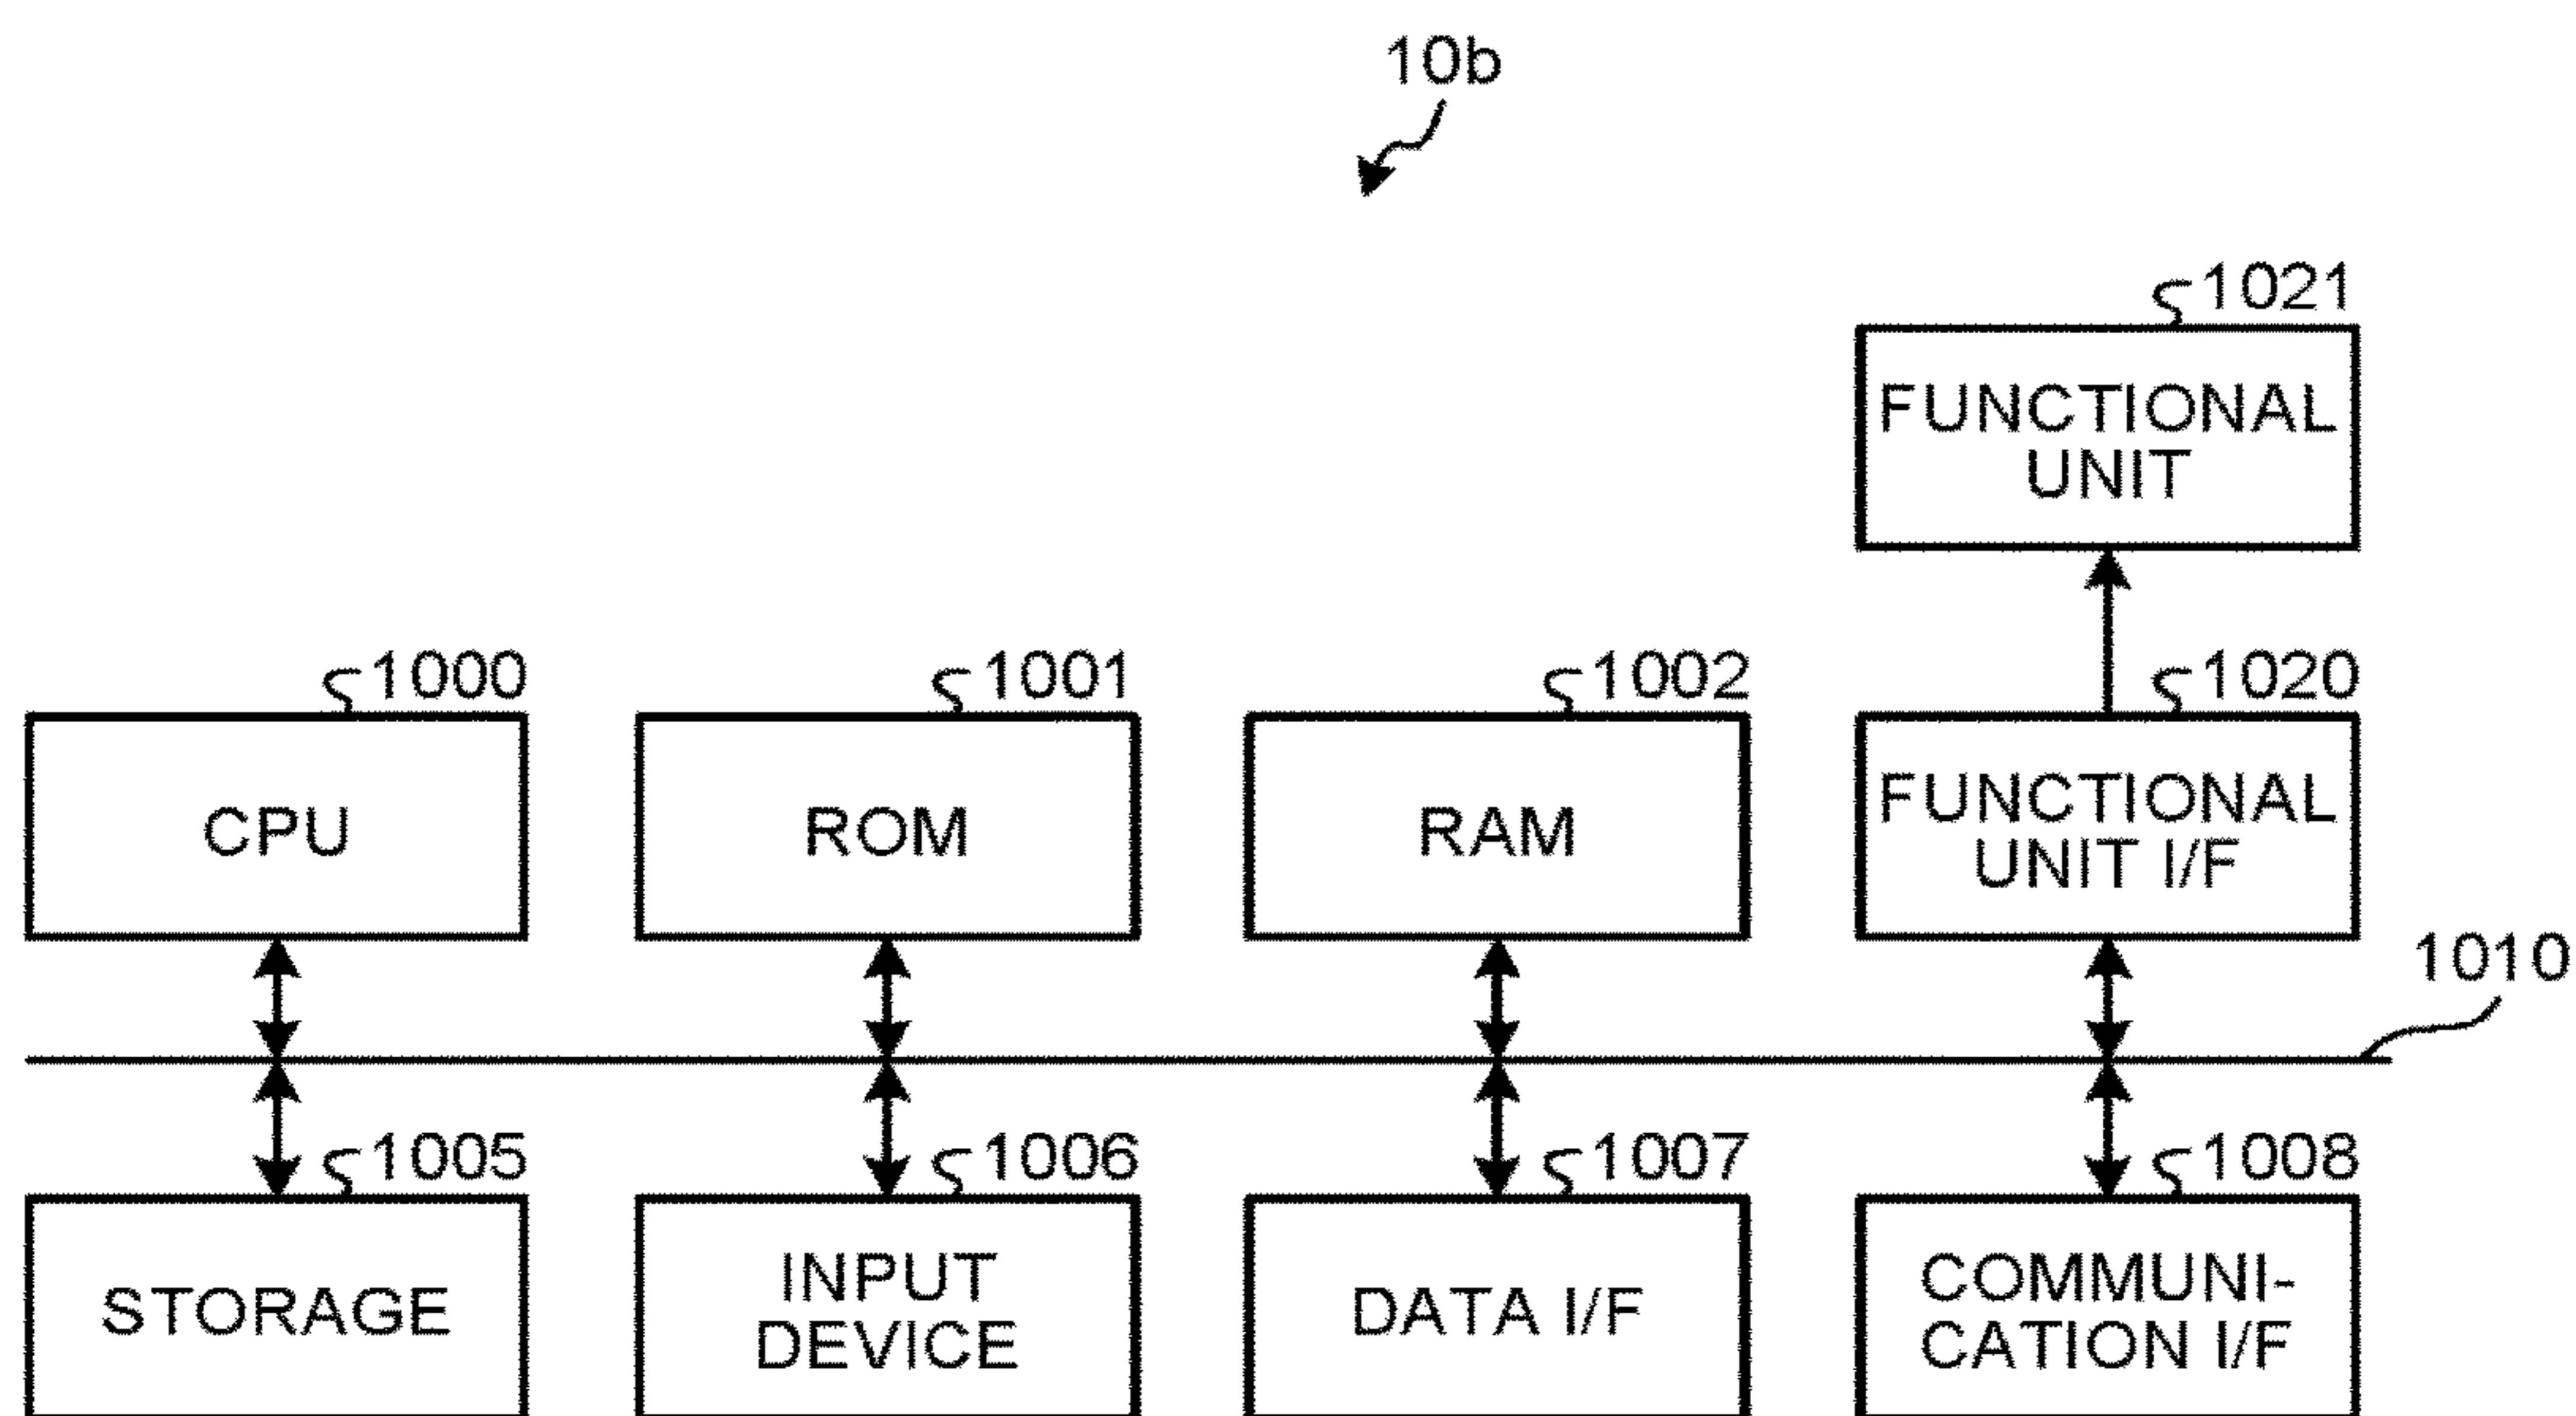 10b
1021
FUNCTIONAL
UNIT
1000
1001
1002
1020
CPU
ROM
RAM
FUNCTIONAL
UNIT I/F
1010
1005
1006
1007
1008
STORAGE
INPUT
DEVICE
DATA I/F
COMMUNI-
CATION I/F